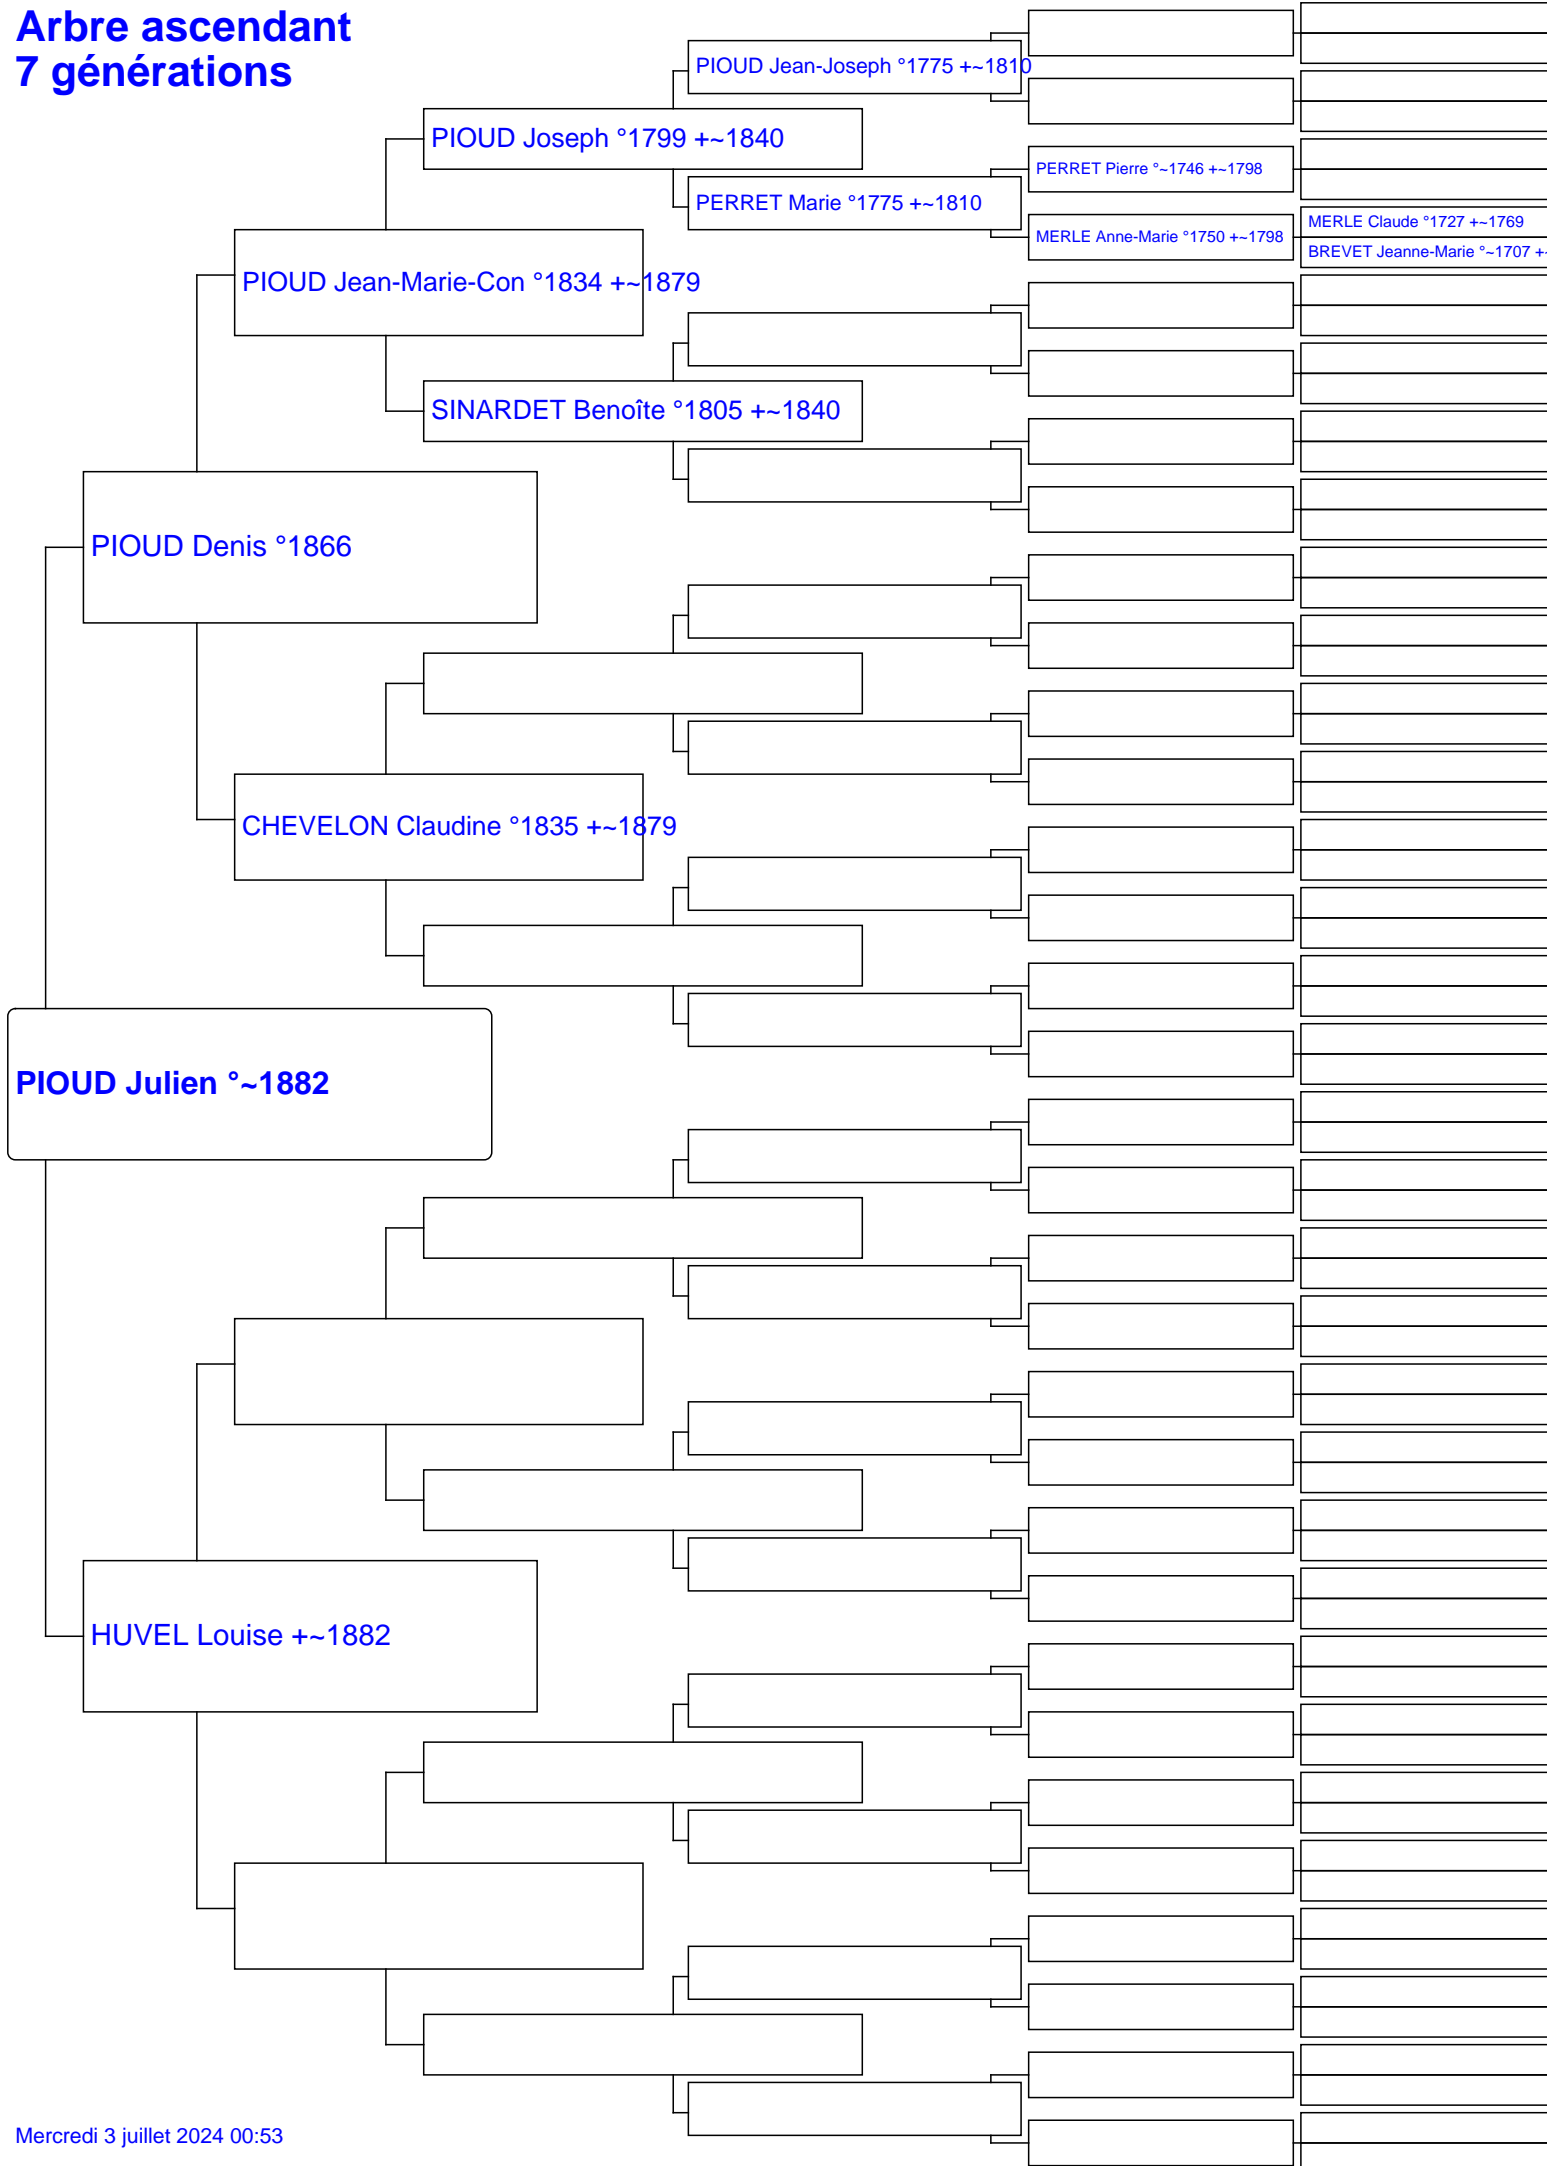 Arbre ascendant
7 générations
PIOUD Jean-Joseph °1775 +~1810
PIOUD Joseph °1799 +~1840
PERRET Pierre °~1746 +~1798
PERRET Marie °1775 +~1810
MERLE Claude °1727 +~1769
MERLE Anne-Marie °1750 +~1798
BREVET Jeanne-Marie °~1707 +~
PIOUD Jean-Marie-Con °1834 +~1879
SINARDET Benoîte °1805 +~1840
PIOUD Denis °1866
CHEVELON Claudine °1835 +~1879
PIOUD Julien °~1882
HUVEL Louise +~1882
Mercredi 3 juillet 2024 00:53